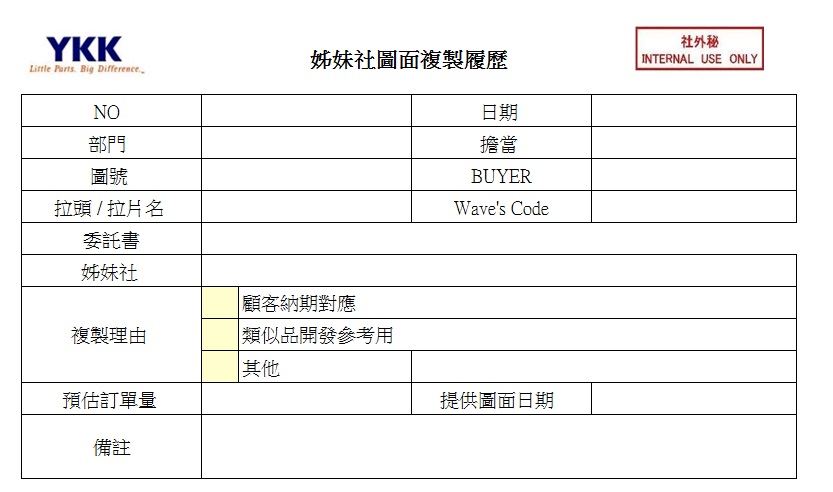 YKK
Little Parts. Big Difference.
姊妹社圖面複製履歷
社外秘
INTERNAL USE ONLY
NO 日期
部門 擔當
圖號 BUYER
拉頭 / 拉片名 Wave's Code
委託書
姊妹社
複製理由
顧客納期對應
類似品開發參考用
其他
預估訂單量 提供圖面日期
備註